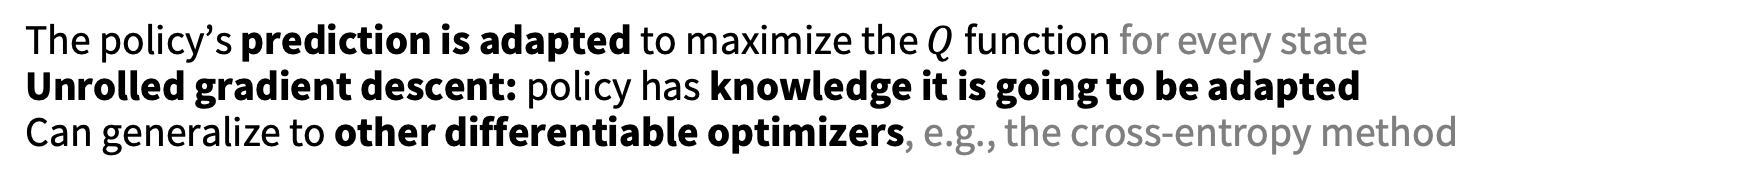 The policy’s prediction is adapted to maximize the Q function for every state
Unrolled gradient descent: policy has knowledge it is going to be adapted
Can generalize to other differentiable optimizers, e.g., the cross-entropy method